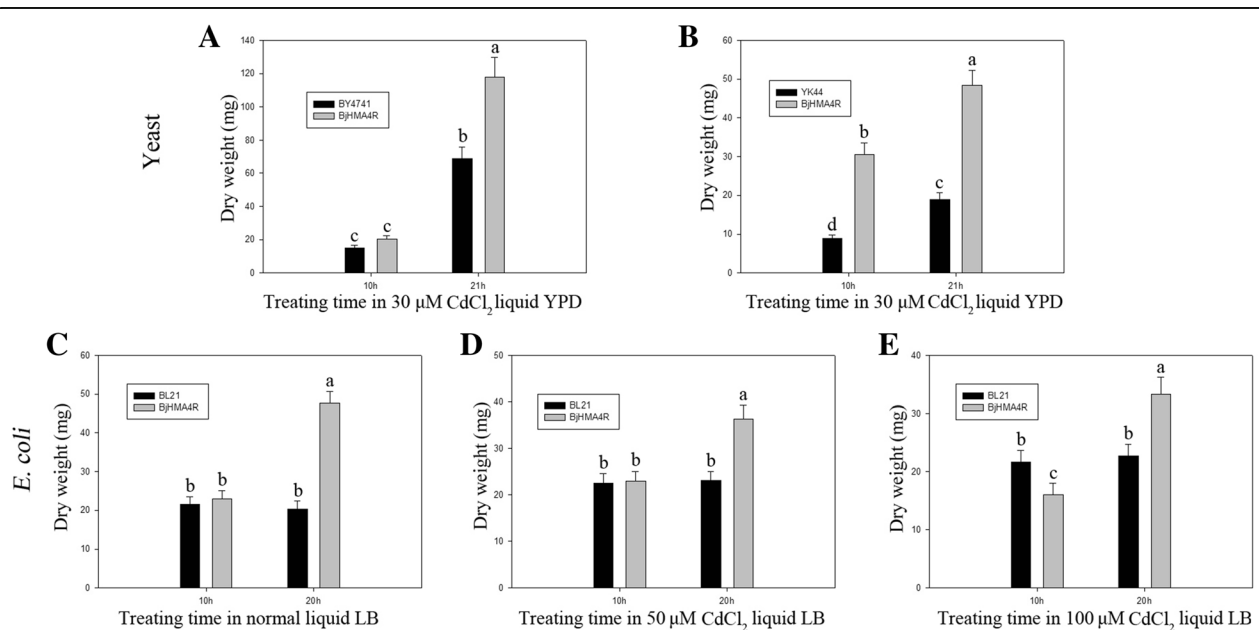 A
140
120
100
80
60
40
20
0
Dry weight (mg)
BY4741
BjHMA4R
c
c
b
a
10h
21h
Treating time in 30 μM CdCl2 liquid YPD
B
60
50
40
30
20
10
0
Dry weight (mg)
YK44
BjHMA4R
d
b
c
a
10h
21h
Treating time in 30 μM CdCl2 liquid YPD
Yeast
C
60
50
40
30
20
10
0
Dry weight (mg)
BL21
BjHMA4R
b
b
b
a
10h
20h
Treating time in normal liquid LB
D
50
40
30
20
10
0
Dry weight (mg)
BL21
BjHMA4R
b
b
b
a
10h
20h
Treating time in 50 μM CdCl2 liquid LB
E
40
30
20
10
0
Dry weight (mg)
BL21
BjHMA4R
b
c
b
a
10h
20h
Treating time in 100 μM CdCl2 liquid LB
E. coli